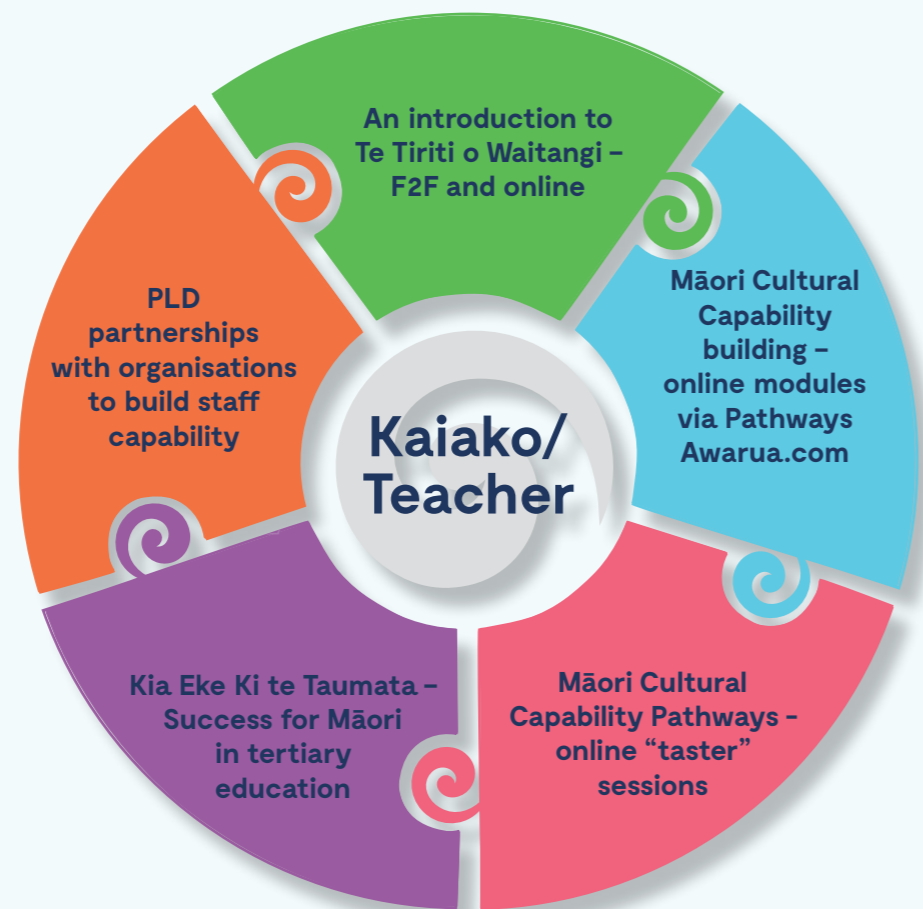 An introduction to
Te Tiriti o Waitangi –
F2F and online
Māori Cultural
Capability
building –
online modules
via Pathways
Awarua.com
Māori Cultural
Capability Pathways -
online “taster”
sessions
Kia Eke Ki te Taumata –
Success for Māori
in tertiary
education
PLD
partnerships
with organisations
to build staff
capability
Kaiako/
Teacher